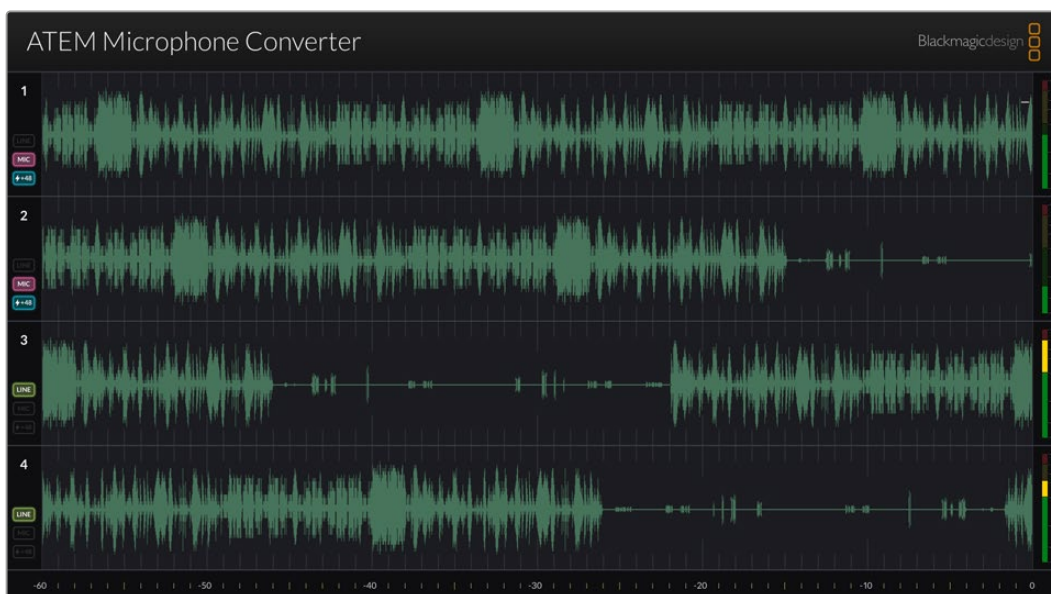 ATEM Microphone Converter
Blackmagicdesign
1
LINE
MIC
+48
2
LINE
MIC
+48
3
LINE
MIC
+48
4
LINE
MIC
+48
-60 -50 -40 -30 -20 -10 0